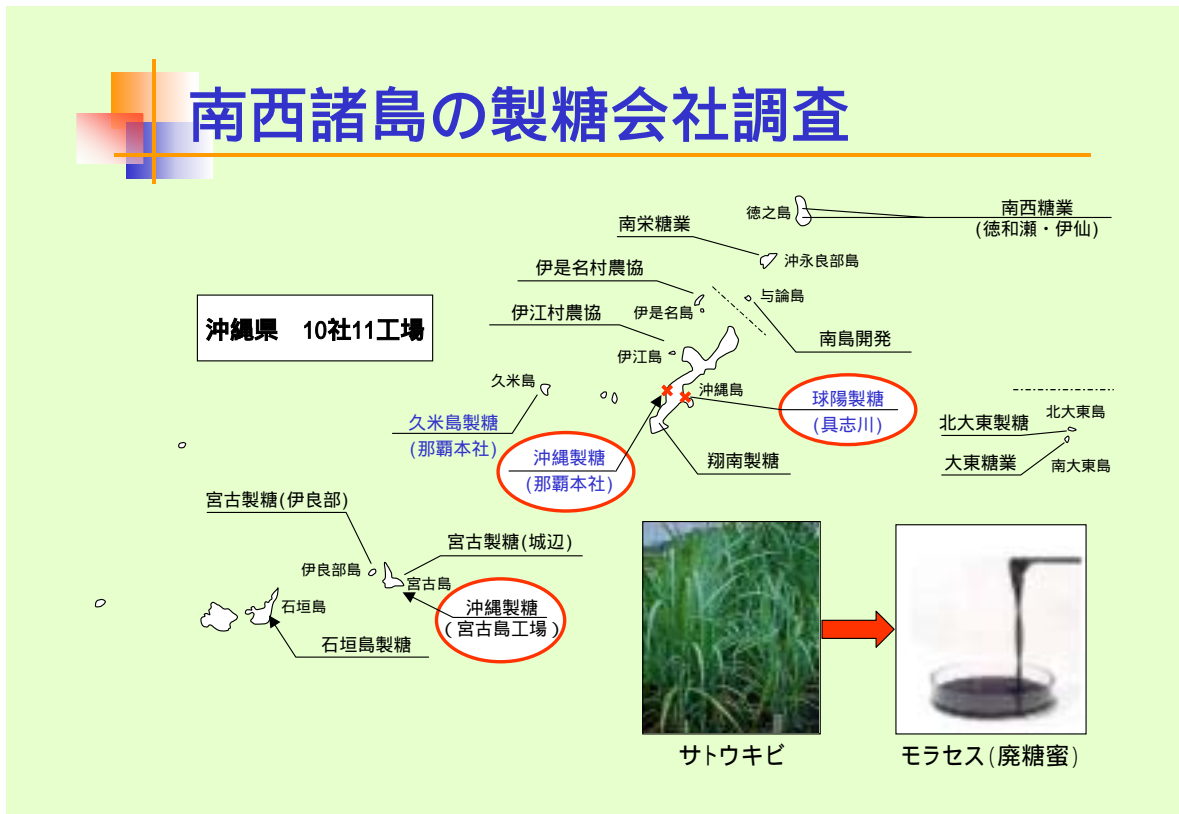 南西諸島の製糖会社調査
徳之島
南西糖業
(徳和瀬・伊仙)
南栄糖業
沖永良部島
伊是名村農協
与論島
伊是名島
伊江村農協
南島開発
沖縄県　10社11工場
伊江島
久米島
沖縄島
球陽製糖
(具志川)
久米島製糖
(那覇本社)
北大東島
北大東製糖
沖縄製糖
(那覇本社)
翔南製糖
大東糖業
南大東島
宮古製糖(伊良部)
宮古製糖(城辺)
伊良部島
宮古島
石垣島
沖縄製糖
(宮古島工場)
石垣島製糖
サトウキビ
モラセス(廃糖蜜)